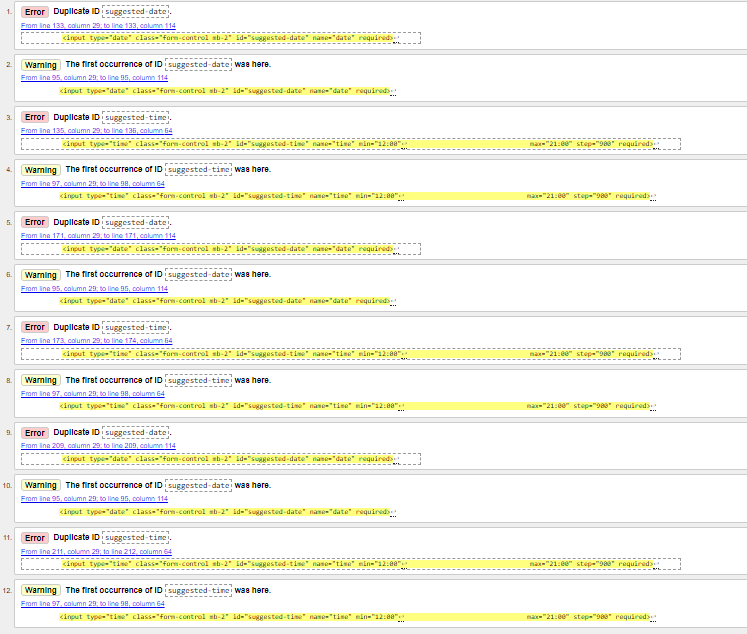 1. Error Duplicate ID suggested-date.
From line 133, column 29; to line 133, column 114
<input type="date" class="form-control mb-2" id="suggested-date" name="date" required>↩
2. Warning The first occurrence of ID suggested-date was here.
From line 95, column 29; to line 95, column 114
<input type="date" class="form-control mb-2" id="suggested-date" name="date" required>↩
3. Error Duplicate ID suggested-time.
From line 135, column 29; to line 136, column 64
<input type="time" class="form-control mb-2" id="suggested-time" name="time" min="12:00"↩ max="21:00" step="900" required>↩
4. Warning The first occurrence of ID suggested-time was here.
From line 97, column 29; to line 98, column 64
<input type="time" class="form-control mb-2" id="suggested-time" name="time" min="12:00"↩ max="21:00" step="900" required>↩
5. Error Duplicate ID suggested-date.
From line 171, column 29; to line 171, column 114
<input type="date" class="form-control mb-2" id="suggested-date" name="date" required>↩
6. Warning The first occurrence of ID suggested-date was here.
From line 95, column 29; to line 95, column 114
<input type="date" class="form-control mb-2" id="suggested-date" name="date" required>↩
7. Error Duplicate ID suggested-time.
From line 173, column 29; to line 174, column 64
<input type="time" class="form-control mb-2" id="suggested-time" name="time" min="12:00"↩ max="21:00" step="900" required>↩
8. Warning The first occurrence of ID suggested-time was here.
From line 97, column 29; to line 98, column 64
<input type="time" class="form-control mb-2" id="suggested-time" name="time" min="12:00"↩ max="21:00" step="900" required>↩
9. Error Duplicate ID suggested-date.
From line 209, column 29; to line 209, column 114
<input type="date" class="form-control mb-2" id="suggested-date" name="date" required>↩
10. Warning The first occurrence of ID suggested-date was here.
From line 95, column 29; to line 95, column 114
<input type="date" class="form-control mb-2" id="suggested-date" name="date" required>↩
11. Error Duplicate ID suggested-time.
From line 211, column 29; to line 212, column 64
<input type="time" class="form-control mb-2" id="suggested-time" name="time" min="12:00"↩ max="21:00" step="900" required>↩
12. Warning The first occurrence of ID suggested-time was here.
From line 97, column 29; to line 98, column 64
<input type="time" class="form-control mb-2" id="suggested-time" name="time" min="12:00"↩ max="21:00" step="900" required>↩